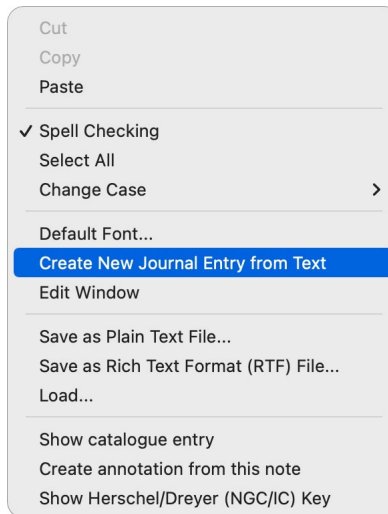 Cut
Copy
Paste
✓ Spell Checking
Select All
Change Case >
Default Font...
Create New Journal Entry from Text
Edit Window
Save as Plain Text File...
Save as Rich Text Format (RTF) File...
Load...
Show catalogue entry
Create annotation from this note
Show Herschel/Dreyer (NGC/IC) Key